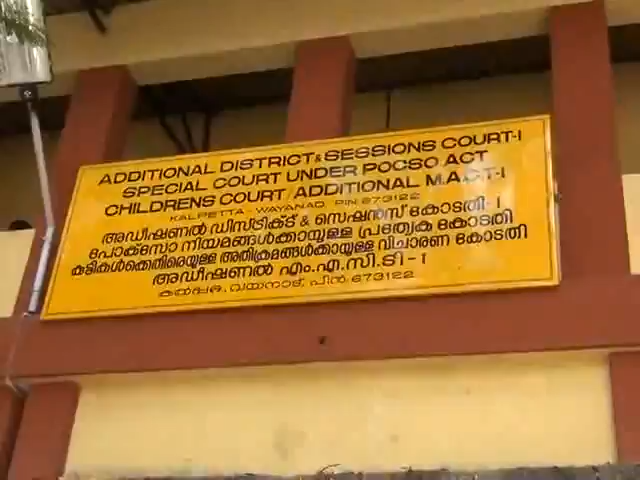 ADDITIONAL DISTRICT & SESSIONS COURT-I
SPECIAL COURT UNDER POCSO ACT
CHILDRENS COURT / ADDITIONAL M.A.C.T-I
KALPETTA - WAYANAD, PIN 673122
അഡീഷണൽ ഡിസ്ട്രിക്ട് & സെഷൻസ് കോടതി- I
പോക്സോ നിയമങ്ങൾക്കായുള്ള പ്രത്യേക കോടതി
കുട്ടികൾക്കെതിരെയുള്ള അതിക്രമങ്ങൾക്കായുള്ള വിചാരണ കോടതി
അഡീഷണൽ എം.എ.സി.ടി - I
കൽപ്പറ്റ, വയനാട്, പിൻ: 673122